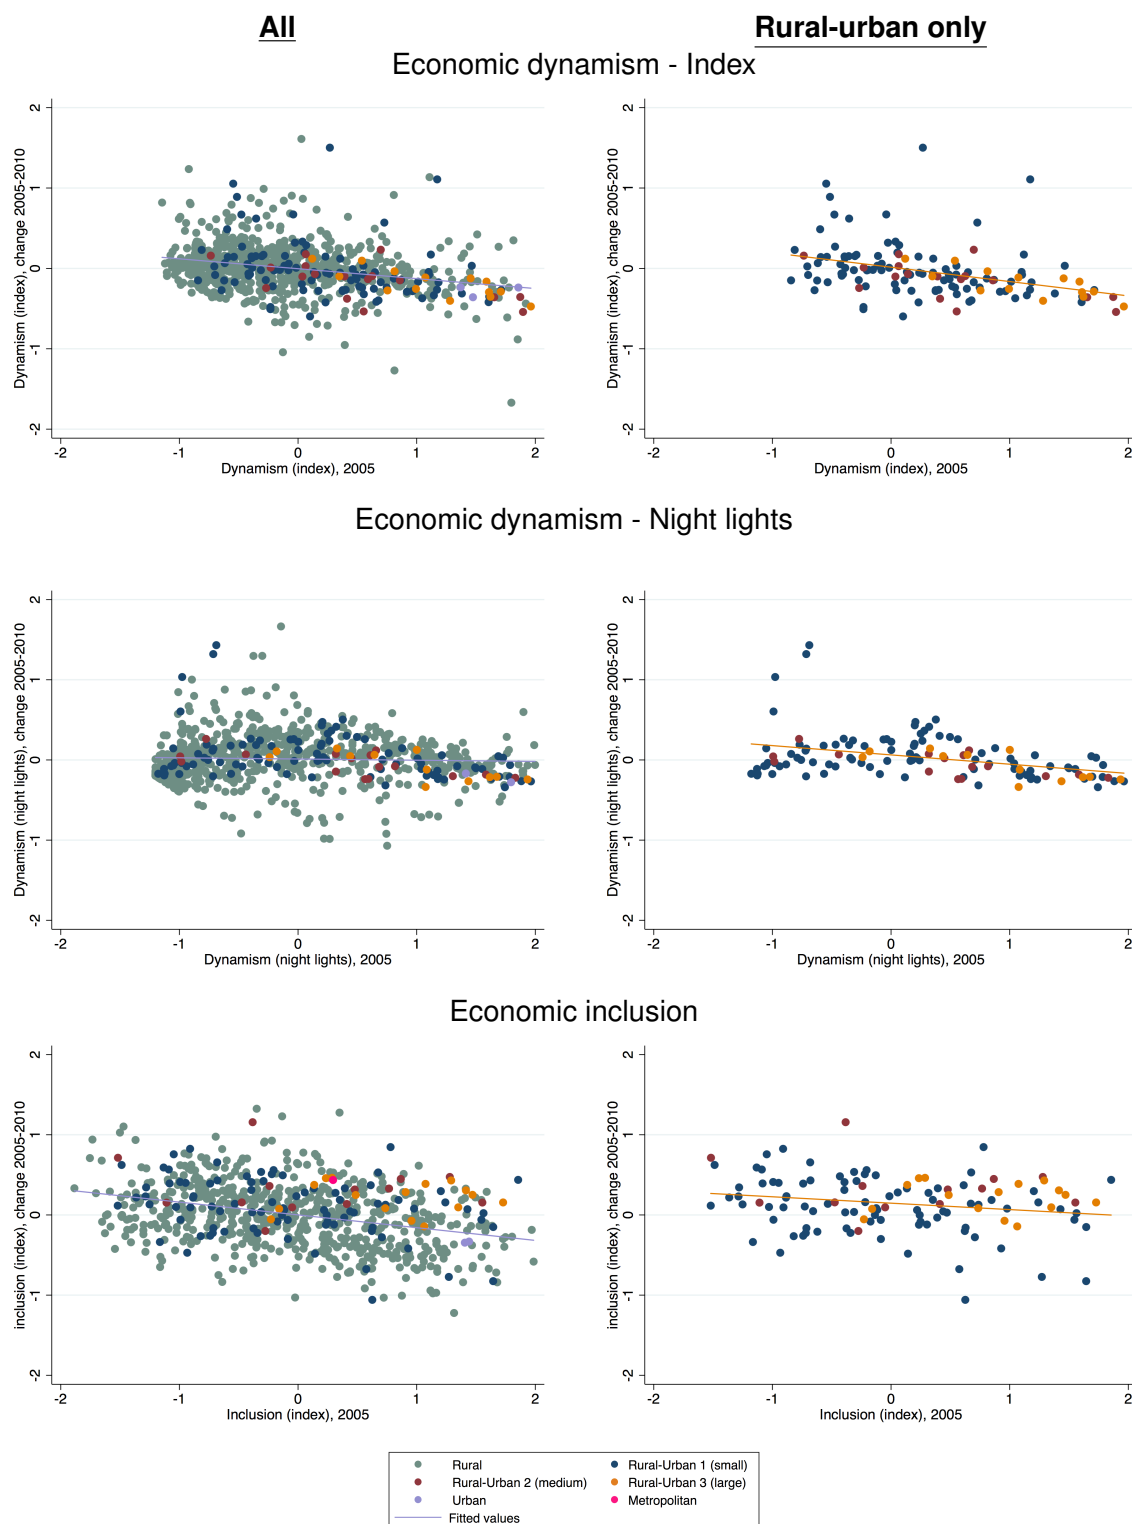 All
Rural-urban only
Economic dynamism - Index
Dynamism (index), change 2005-2010
2
1
0
-1
-2
-2
-1
0
1
2
Dynamism (index), 2005
Dynamism (index), change 2005-2010
2
1
0
-1
-2
-2
-1
0
1
2
Dynamism (index), 2005
Economic dynamism - Night lights
Dynamism (night lights), change 2005-2010
2
1
0
-1
-2
-2
-1
0
1
2
Dynamism (night lights), 2005
Dynamism (night lights), change 2005-2010
2
1
0
-1
-2
-2
-1
0
1
2
Dynamism (night lights), 2005
Economic inclusion
inclusion (index), change 2005-2010
2
1
0
-1
-2
-2
-1
0
1
2
Inclusion (index), 2005
inclusion (index), change 2005-2010
2
1
0
-1
-2
-2
-1
0
1
2
Inclusion (index), 2005
Rural
Rural-Urban 1 (small)
Rural-Urban 2 (medium)
Rural-Urban 3 (large)
Urban
Metropolitan
Fitted values